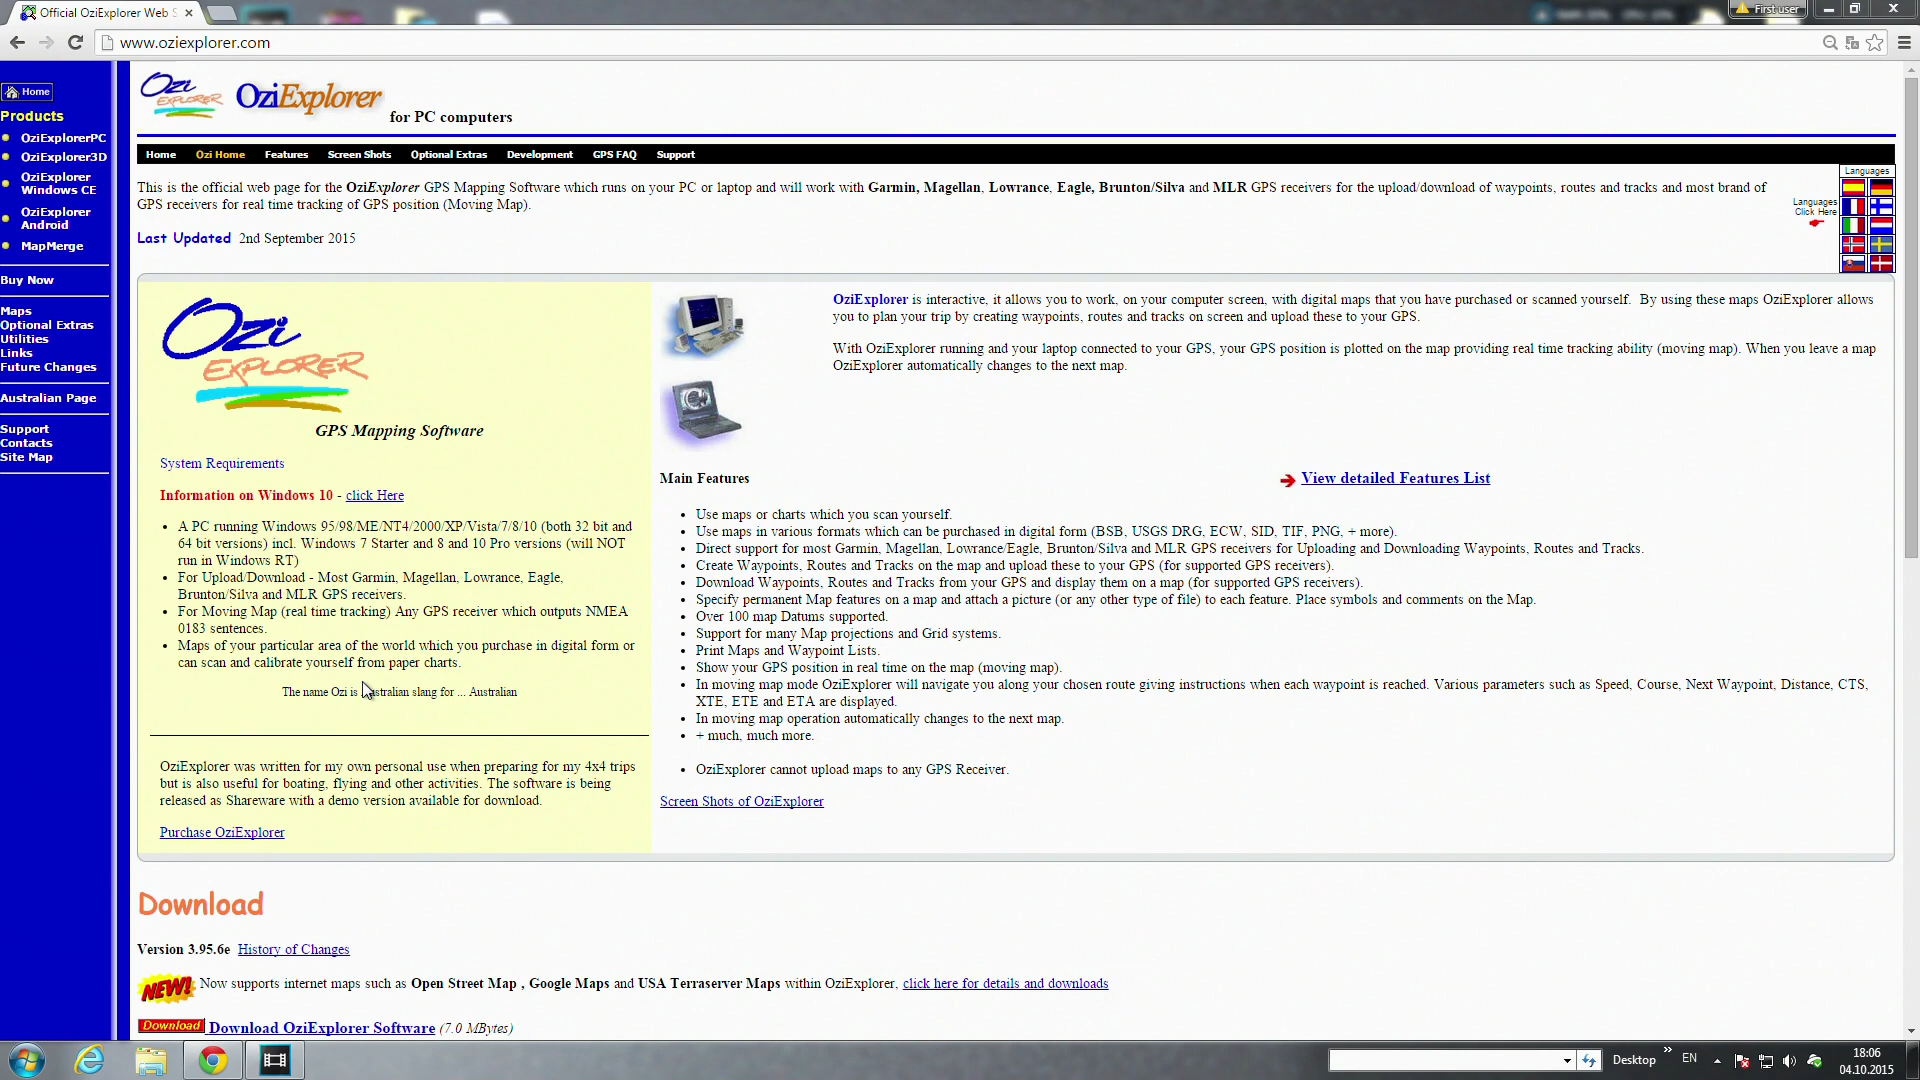 Official OziExplorer Web S
First user
www.oziexplorer.com
Home
Products
OziExplorerPC
OziExplorer3D
OziExplorer
Windows CE
OziExplorer
Android
MapMerge
Buy Now
Maps
Optional Extras
Utilities
Links
Future Changes
Australian Page
Support
Contacts
Site Map
Ozi
EXPLORER
OziExplorer
for PC computers
Home Ozi Home Features Screen Shots Optional Extras Development GPS FAQ Support
This is the official web page for the OziExplorer GPS Mapping Software which runs on your PC or laptop and will work with Garmin, Magellan, Lowrance, Eagle, Brunton/Silva and MLR GPS receivers for the upload/download of waypoints, routes and tracks and most brand of
GPS receivers for real time tracking of GPS position (Moving Map).
Languages
Languages
Click Here
Last Updated 2nd September 2015
Ozi
EXPLORER
GPS Mapping Software
System Requirements
Information on Windows 10 - click Here
A PC running Windows 95/98/ME/NT4/2000/XP/Vista/7/8/10 (both 32 bit and
64 bit versions) incl. Windows 7 Starter and 8 and 10 Pro versions (will NOT
run in Windows RT)
For Upload/Download - Most Garmin, Magellan, Lowrance, Eagle,
Brunton/Silva and MLR GPS receivers.
For Moving Map (real time tracking) Any GPS receiver which outputs NMEA
0183 sentences.
Maps of your particular area of the world which you purchase in digital form or
can scan and calibrate yourself from paper charts.
The name Ozi is Australian slang for ... Australian
OziExplorer was written for my own personal use when preparing for my 4x4 trips
but is also useful for boating, flying and other activities. The software is being
released as Shareware with a demo version available for download.
Purchase OziExplorer
OziExplorer is interactive, it allows you to work, on your computer screen, with digital maps that you have purchased or scanned yourself. By using these maps OziExplorer allows
you to plan your trip by creating waypoints, routes and tracks on screen and upload these to your GPS.
With OziExplorer running and your laptop connected to your GPS, your GPS position is plotted on the map providing real time tracking ability (moving map). When you leave a map
OziExplorer automatically changes to the next map.
Main Features
View detailed Features List
Use maps or charts which you scan yourself.
Use maps in various formats which can be purchased in digital form (BSB, USGS DRG, ECW, SID, TIF, PNG, + more).
Direct support for most Garmin, Magellan, Lowrance/Eagle, Brunton/Silva and MLR GPS receivers for Uploading and Downloading Waypoints, Routes and Tracks.
Create Waypoints, Routes and Tracks on the map and upload these to your GPS (for supported GPS receivers).
Download Waypoints, Routes and Tracks from your GPS and display them on a map (for supported GPS receivers).
Specify permanent Map features on a map and attach a picture (or any other type of file) to each feature. Place symbols and comments on the Map.
Over 100 map Datums supported.
Support for many Map projections and Grid systems.
Print Maps and Waypoint Lists.
Show your GPS position in real time on the map (moving map).
In moving map mode OziExplorer will navigate you along your chosen route giving instructions when each waypoint is reached. Various parameters such as Speed, Course, Next Waypoint, Distance, CTS,
XTE, ETE and ETA are displayed.
In moving map operation automatically changes to the next map.
+ much, much more.
OziExplorer cannot upload maps to any GPS Receiver.
Screen Shots of OziExplorer
Download
Version 3.95.6e History of Changes
NEW! Now supports internet maps such as Open Street Map , Google Maps and USA Terraserver Maps within OziExplorer, click here for details and downloads
Download Download OziExplorer Software (7.0 MBytes)
Desktop
EN
18:06
04.10.2015